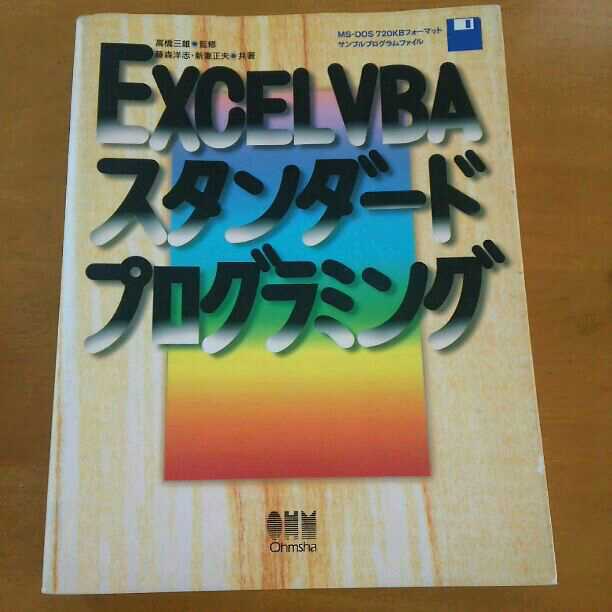 高橋三雄●監修
藤森洋志・新妻正夫●共著
MS-DOS 720KBフォーマット
サンプルプログラムファイル
EXCELVBA
スタンダード
プログラミング
OHM
Ohmsha